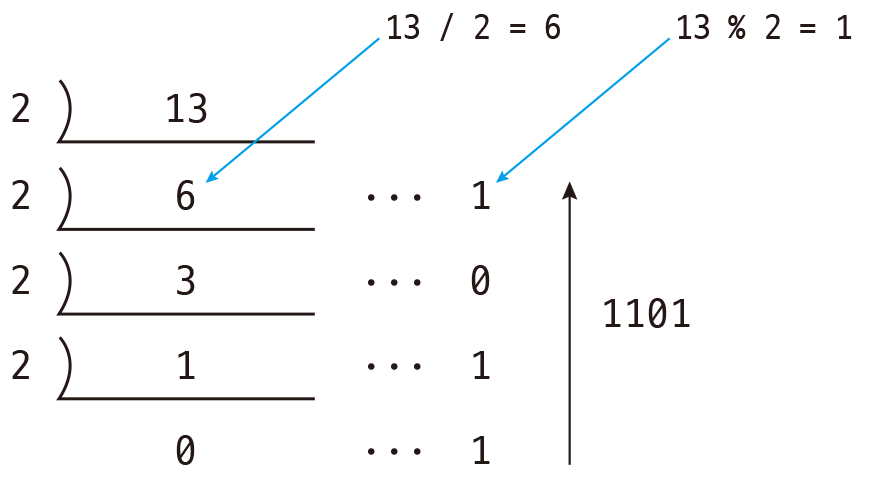 13 / 2 = 6 13 % 2 = 1
2 13
2 6 ··· 1
2 3 ··· 0
1101
2 1 ··· 1
0 ··· 1